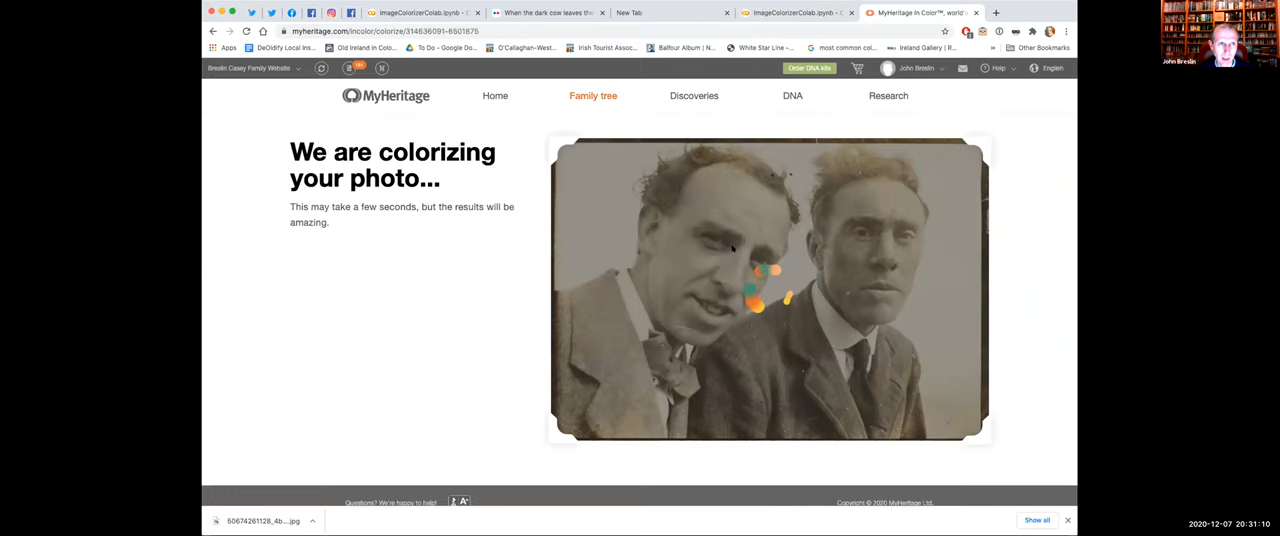 ImageColorizerColab.ipynb - C
When the dark cow leaves the
New Tab
ImageColorizerColab.ipynb - C
MyHeritage In Color™, world's
myheritage.com/incolor/colorize/314636091-6501875
Apps
DeOldify Local Ins...
Old Ireland in Colo...
To Do - Google Do...
O'Callaghan-West...
Irish Tourist Assoc...
Balfour Album | N...
White Star Line -...
most common col...
Ireland Gallery | R...
»
Other Bookmarks
Breslin Casey Family Website
Order DNA kits
John Breslin
Help
English
MyHeritage
Home
Family tree
Discoveries
DNA
Research
We are colorizing
your photo...
This may take a few seconds, but the results will be
amazing.
Questions? We're happy to help!
Copyright © 2020 MyHeritage Ltd.
50674261128_4b....jpg
Show all
John Breslin
2020-12-07 20:31:10